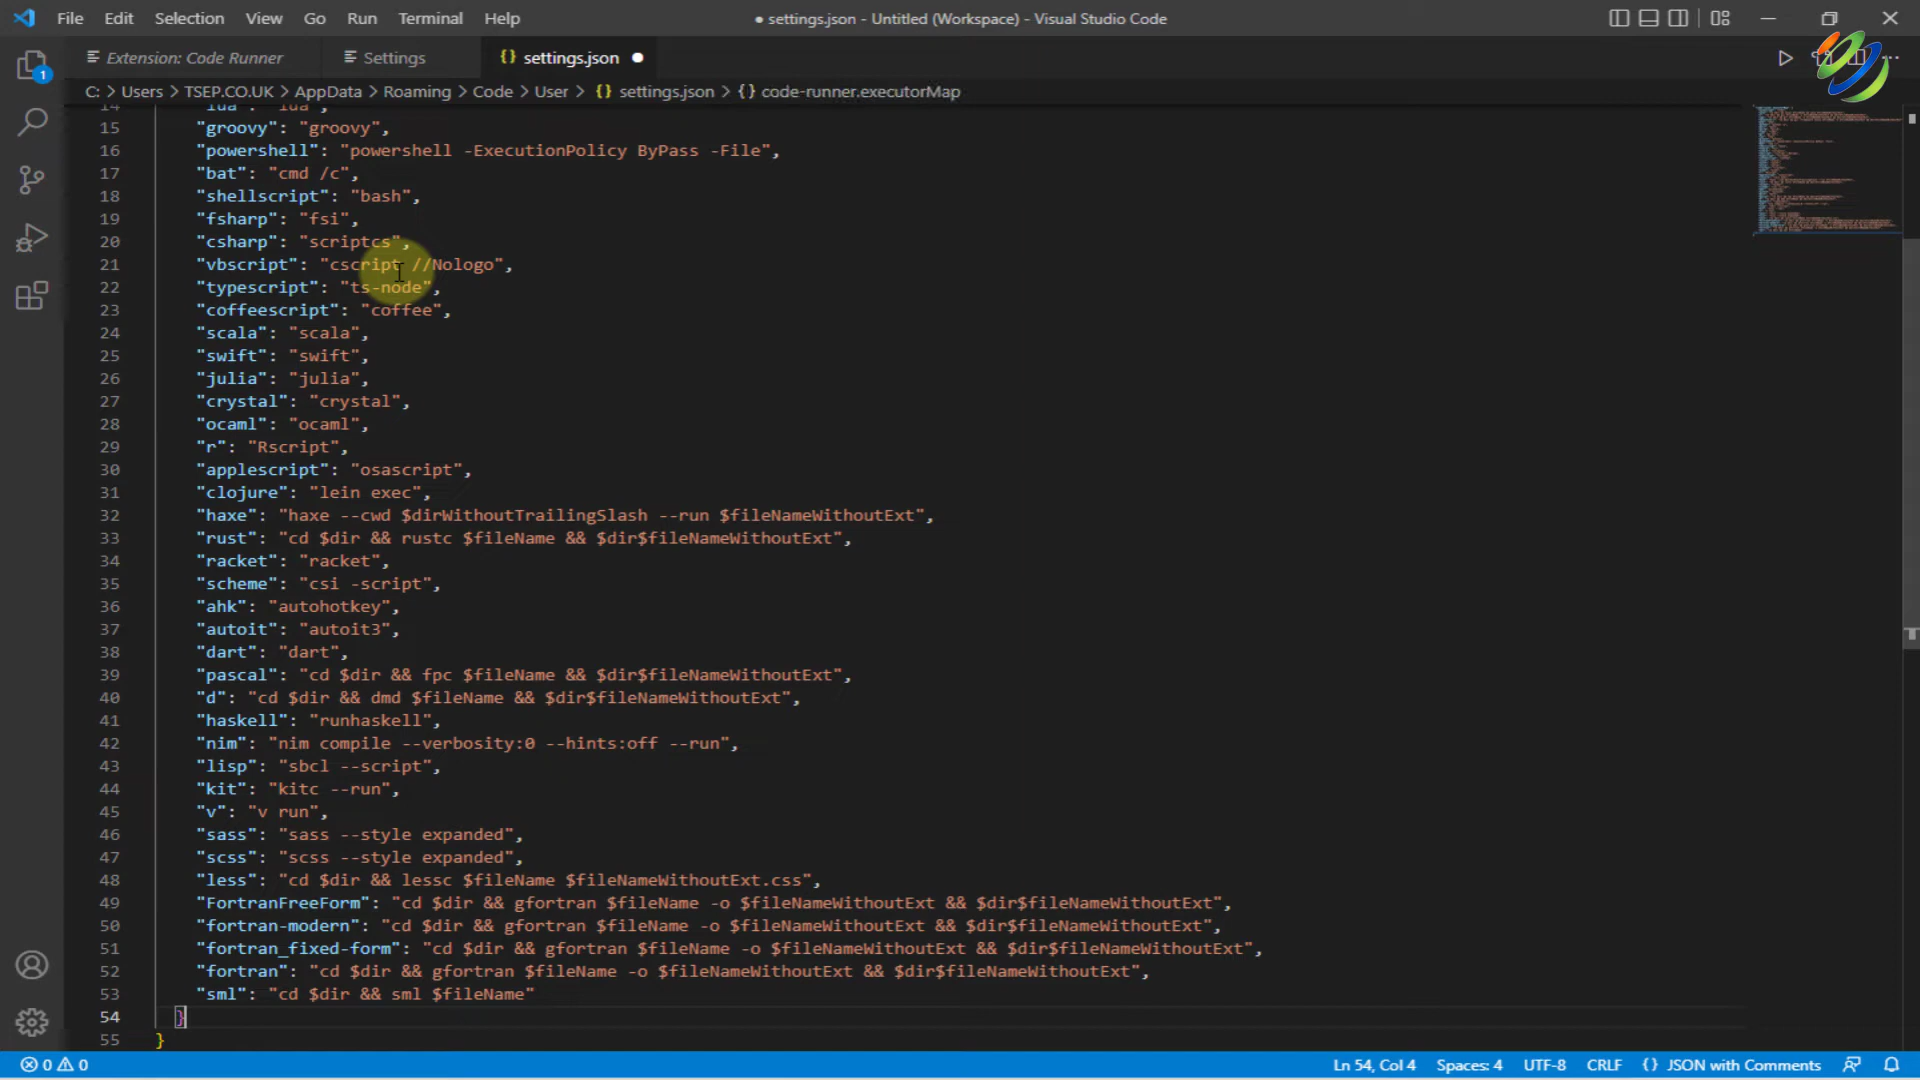 File Edit Selection View Go Run Terminal Help
● settings.json - Untitled (Workspace) - Visual Studio Code
Extension: Code Runner Settings {} settings.json ●
C: > Users > TSEP.CO.UK > AppData > Roaming > Code > User > {} settings.json > {} code-runner.executorMap
1
14 "lua": "lua",
15 "groovy": "groovy",
16 "powershell": "powershell -ExecutionPolicy ByPass -File",
17 "bat": "cmd /c",
18 "shellscript": "bash",
19 "fsharp": "fsi",
20 "csharp": "scriptcs",
21 "vbscript": "cscript //Nologo",
22 "typescript": "ts-node",
23 "coffeescript": "coffee",
24 "scala": "scala",
25 "swift": "swift",
26 "julia": "julia",
27 "crystal": "crystal",
28 "ocaml": "ocaml",
29 "r": "Rscript",
30 "applescript": "osascript",
31 "clojure": "lein exec",
32 "haxe": "haxe --cwd $dirWithoutTrailingSlash --run $fileNameWithoutExt",
33 "rust": "cd $dir && rustc $fileName && $dir$fileNameWithoutExt",
34 "racket": "racket",
35 "scheme": "csi -script",
36 "ahk": "autohotkey",
37 "autoit": "autoit3",
38 "dart": "dart",
39 "pascal": "cd $dir && fpc $fileName && $dir$fileNameWithoutExt",
40 "d": "cd $dir && dmd $fileName && $dir$fileNameWithoutExt",
41 "haskell": "runhaskell",
42 "nim": "nim compile --verbosity:0 --hints:off --run",
43 "lisp": "sbcl --script",
44 "kit": "kitc --run",
45 "v": "v run",
46 "sass": "sass --style expanded",
47 "scss": "scss --style expanded",
48 "less": "cd $dir && lessc $fileName $fileNameWithoutExt.css",
49 "FortranFreeForm": "cd $dir && gfortran $fileName -o $fileNameWithoutExt && $dir$fileNameWithoutExt",
50 "fortran-modern": "cd $dir && gfortran $fileName -o $fileNameWithoutExt && $dir$fileNameWithoutExt",
51 "fortran_fixed-form": "cd $dir && gfortran $fileName -o $fileNameWithoutExt && $dir$fileNameWithoutExt",
52 "fortran": "cd $dir && gfortran $fileName -o $fileNameWithoutExt && $dir$fileNameWithoutExt",
53 "sml": "cd $dir && sml $fileName"
54 }
55 }
0 0 Ln 54, Col 4 Spaces: 4 UTF-8 CRLF {} JSON with Comments